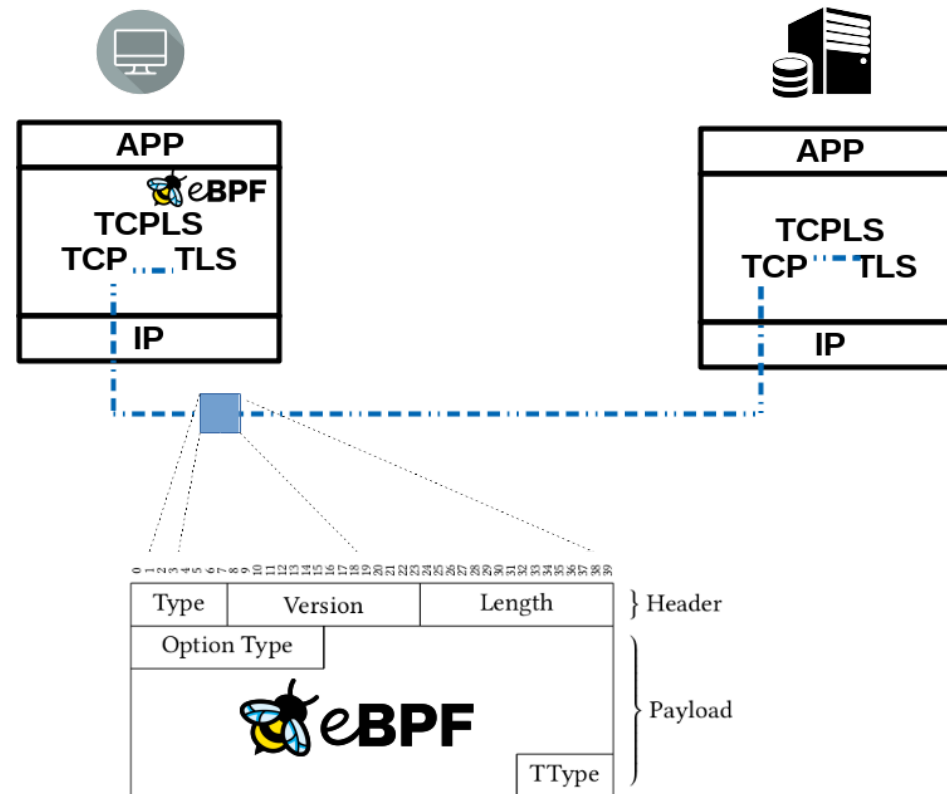 APP
eBPF
TCPLS
TCP TLS
IP
APP
TCPLS
TCP TLS
IP
0 1 2 3 4 5 6 7 8 9 10 11 12 13 14 15 16 17 18 19 20 21 22 23 24 25 26 27 28 29 30 31 32 33 34 35 36 37 38 39
Type Version Length } Header
Option Type
eBPF
Payload
TType